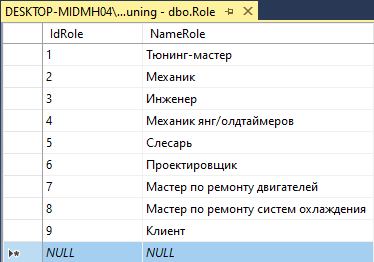 DESKTOP-MIDMH04\...uning - dbo.Role
IdRole NameRole
1 Тюнинг-мастер
2 Механик
3 Инженер
4 Механик янг/олдтаймеров
5 Слесарь
6 Проектировщик
7 Мастер по ремонту двигателей
8 Мастер по ремонту систем охлаждения
9 Клиент
NULL NULL